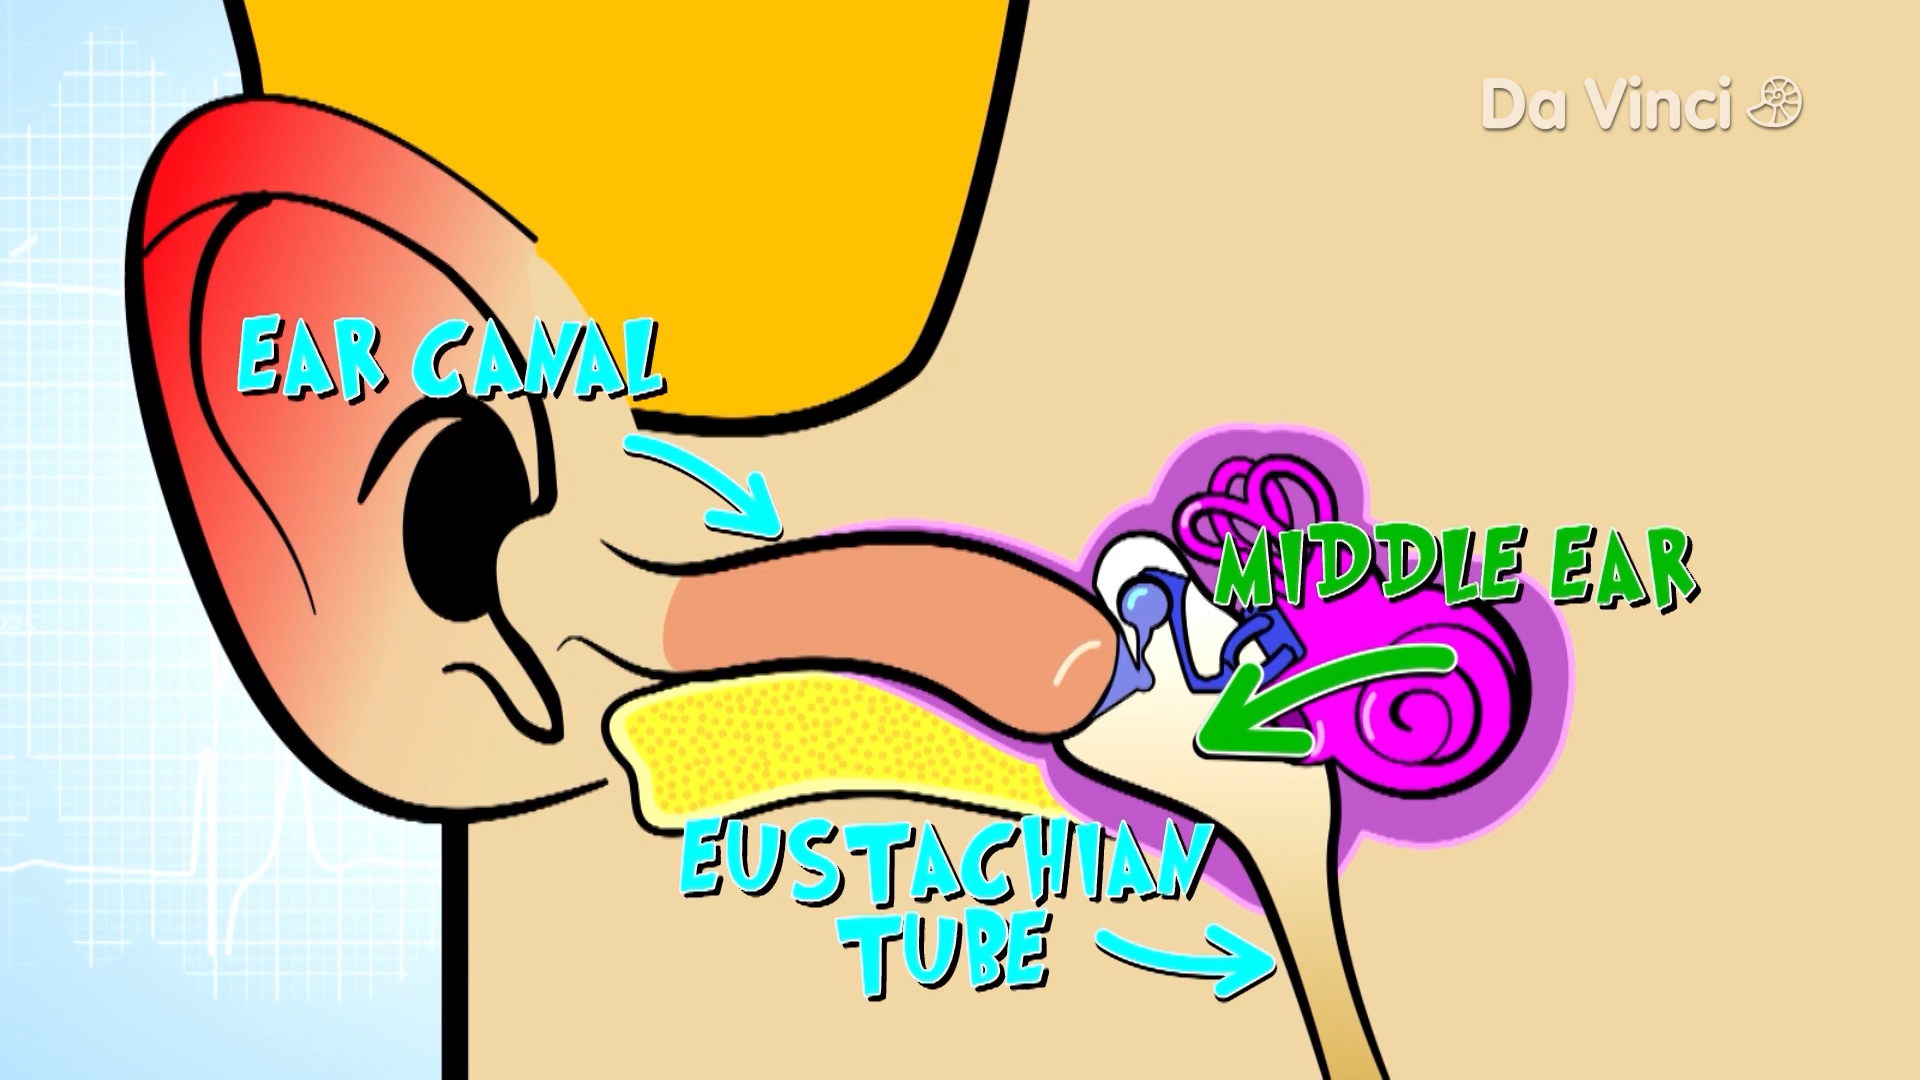 Da Vinci
EAR CANAL
MIDDLE EAR
EUSTACHIAN
TUBE